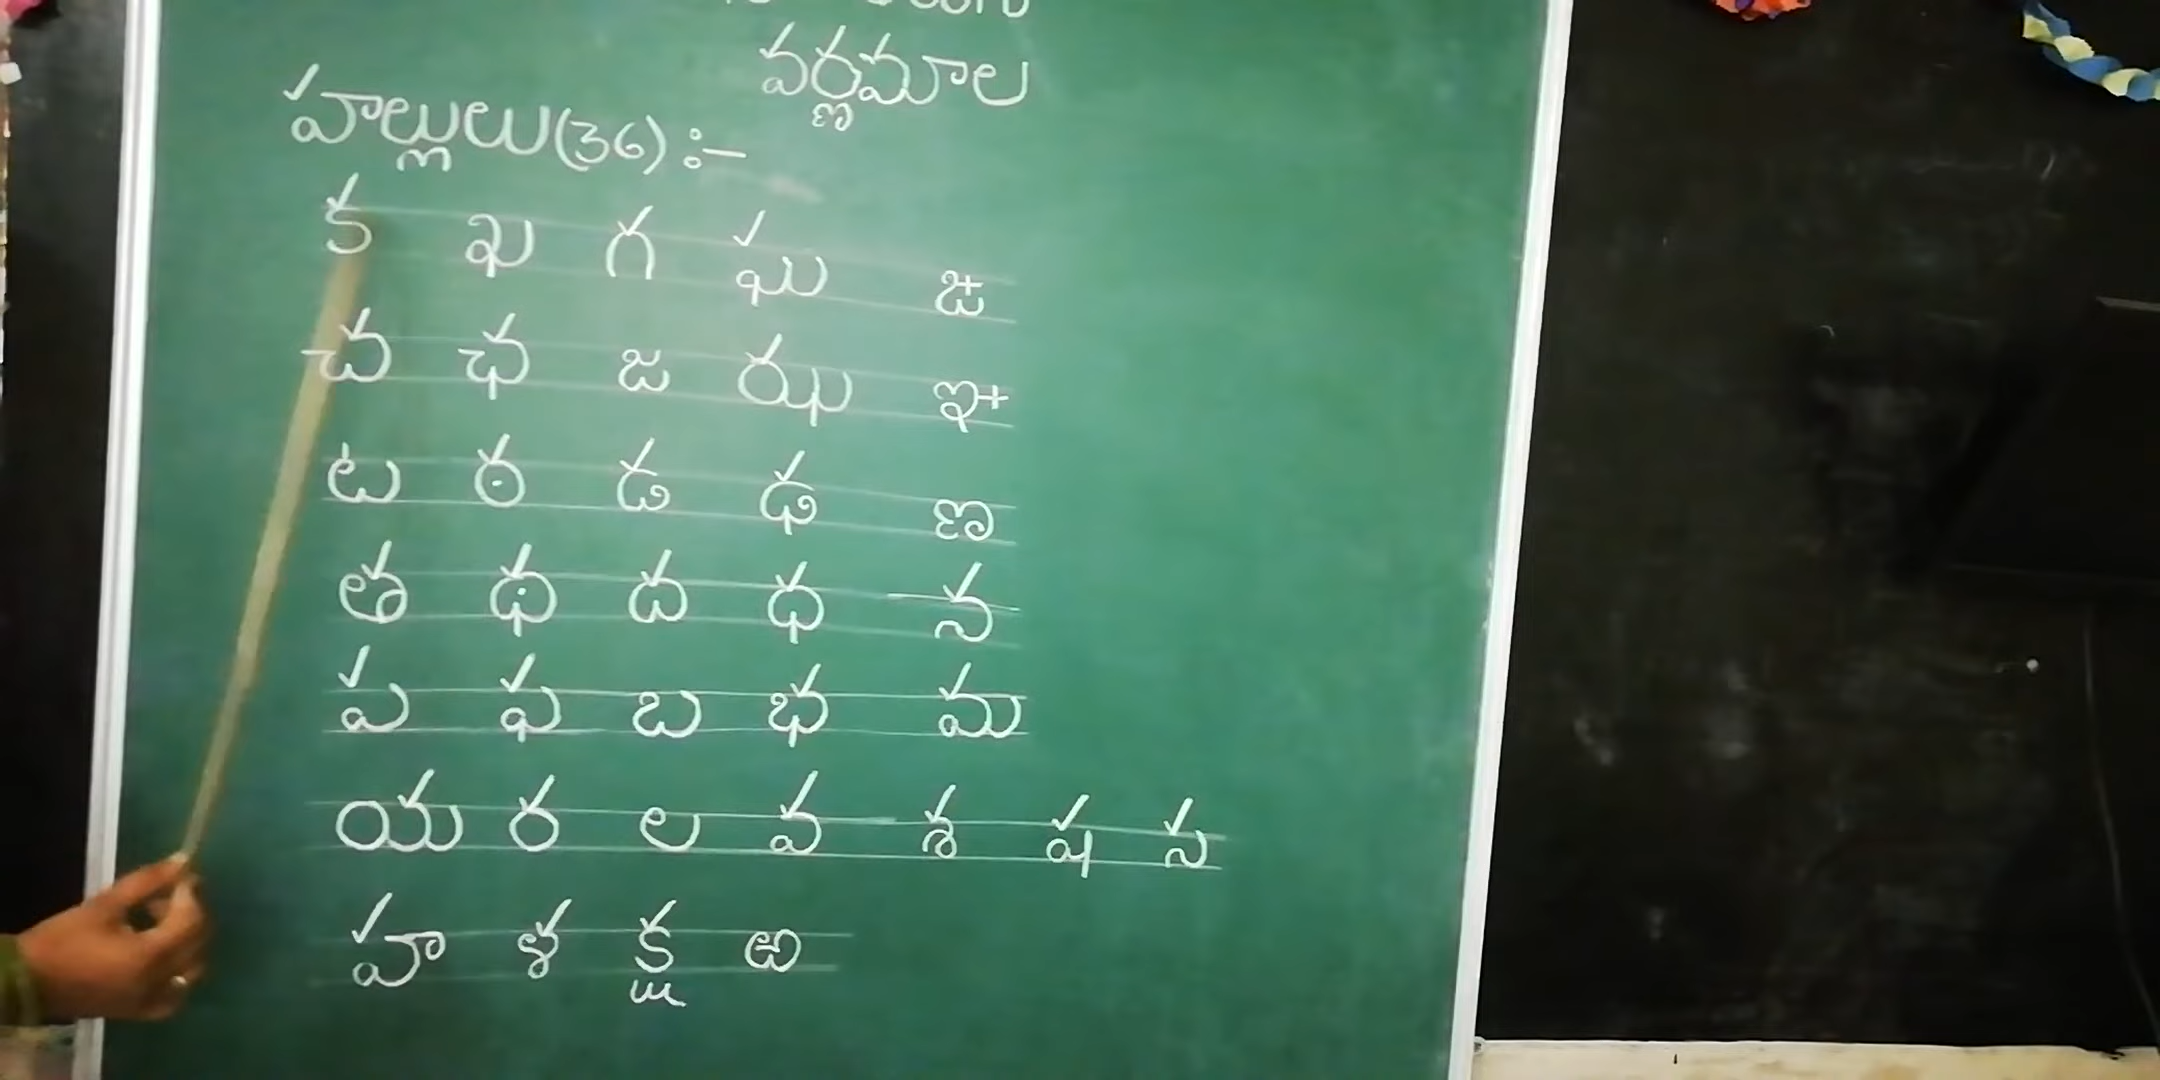 వర్ణమాల
హల్లులు(36) :-
క ఖ గ ఘ ఙ
చ ఛ జ ఝ ఞ
ట ఠ డ ఢ ణ
త థ ద ధ న
ప ఫ బ భ మ
య ర ల వ శ ష స
హ ళ క్ష ఱ